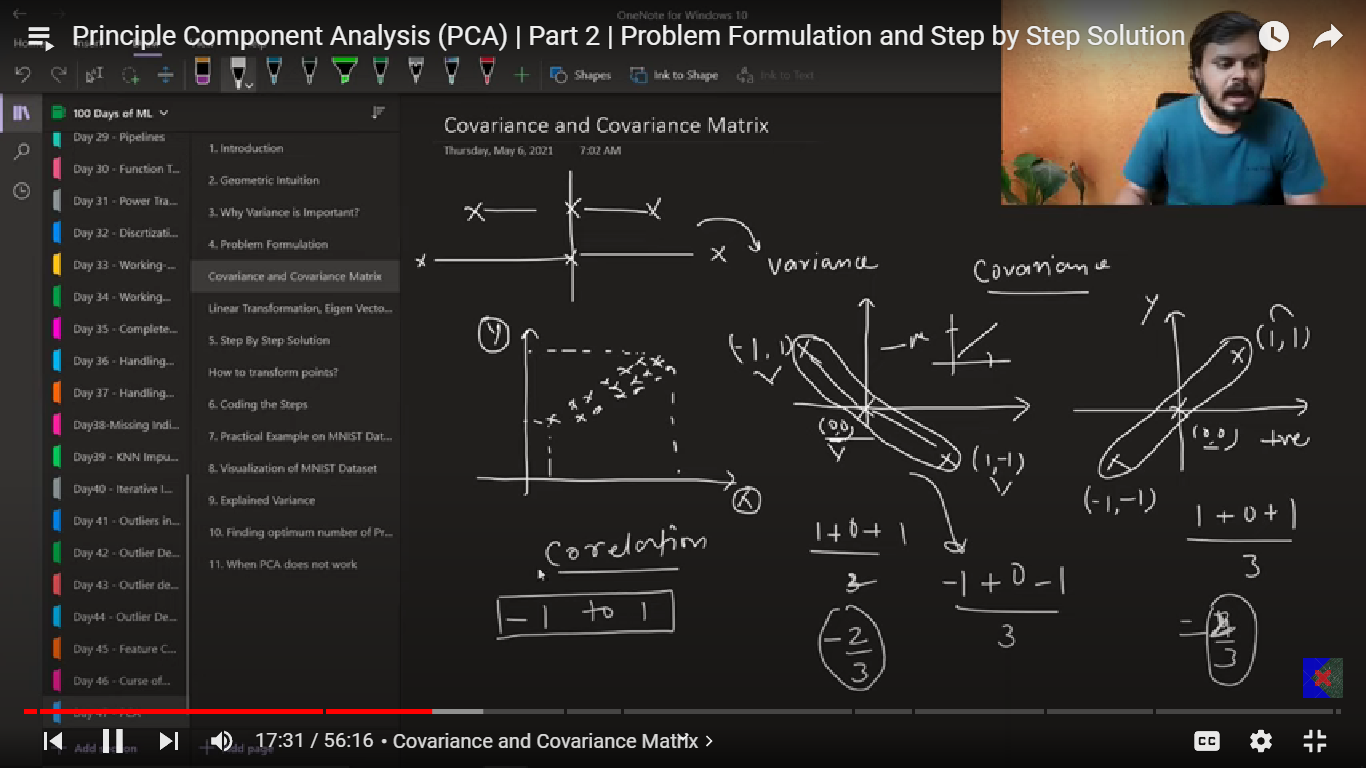 OneNote for Windows 10
Principle Component Analysis (PCA) | Part 2 | Problem Formulation and Step by Step Solution
Shapes
Ink to Shape
Ink to Text
100 Days of ML
Day 29 - Pipelines
Day 30 - Function T...
Day 31 - Power Tra...
Day 32 - Discrtizati...
Day 33 - Working-...
Day 34 - Working...
Day 35 - Complete...
Day 36 - Handling...
Day 37 - Handling...
Day38-Missing Indi...
Day39 - KNN Impu...
Day40 - Iterative I...
Day 41 - Outliers in...
Day 42 - Outlier De...
Day 43 - Outlier de...
Day44 - Outlier De...
Day 45 - Feature C...
Day 46 - Curse of...
Day 47 - PCA
Add section
1. Introduction
2. Geometric Intuition
3. Why Variance is Important?
4. Problem Formulation
Covariance and Covariance Matrix
Linear Transformation, Eigen Vecto...
5. Step By Step Solution
How to transform points?
6. Coding the Steps
7. Practical Example on MNIST Dat...
8. Visualization of MNIST Dataset
9. Explained Variance
10. Finding optimum number of Pr...
11. When PCA does not work
Add page
Covariance and Covariance Matrix
Thursday, May 6, 2021 7:02 AM
variance
Covariance
Y
X
Corelation
-1 to 1
(-1, 1)
(0,0)
(1,-1)
1+0+1
3
-2
3
-1+0-1
3
Y
(1, 1)
(0,0) +ve
(-1,-1)
1+0+1
3
= 2
3
17:31 / 56:16 • Covariance and Covariance Matrix >
CC